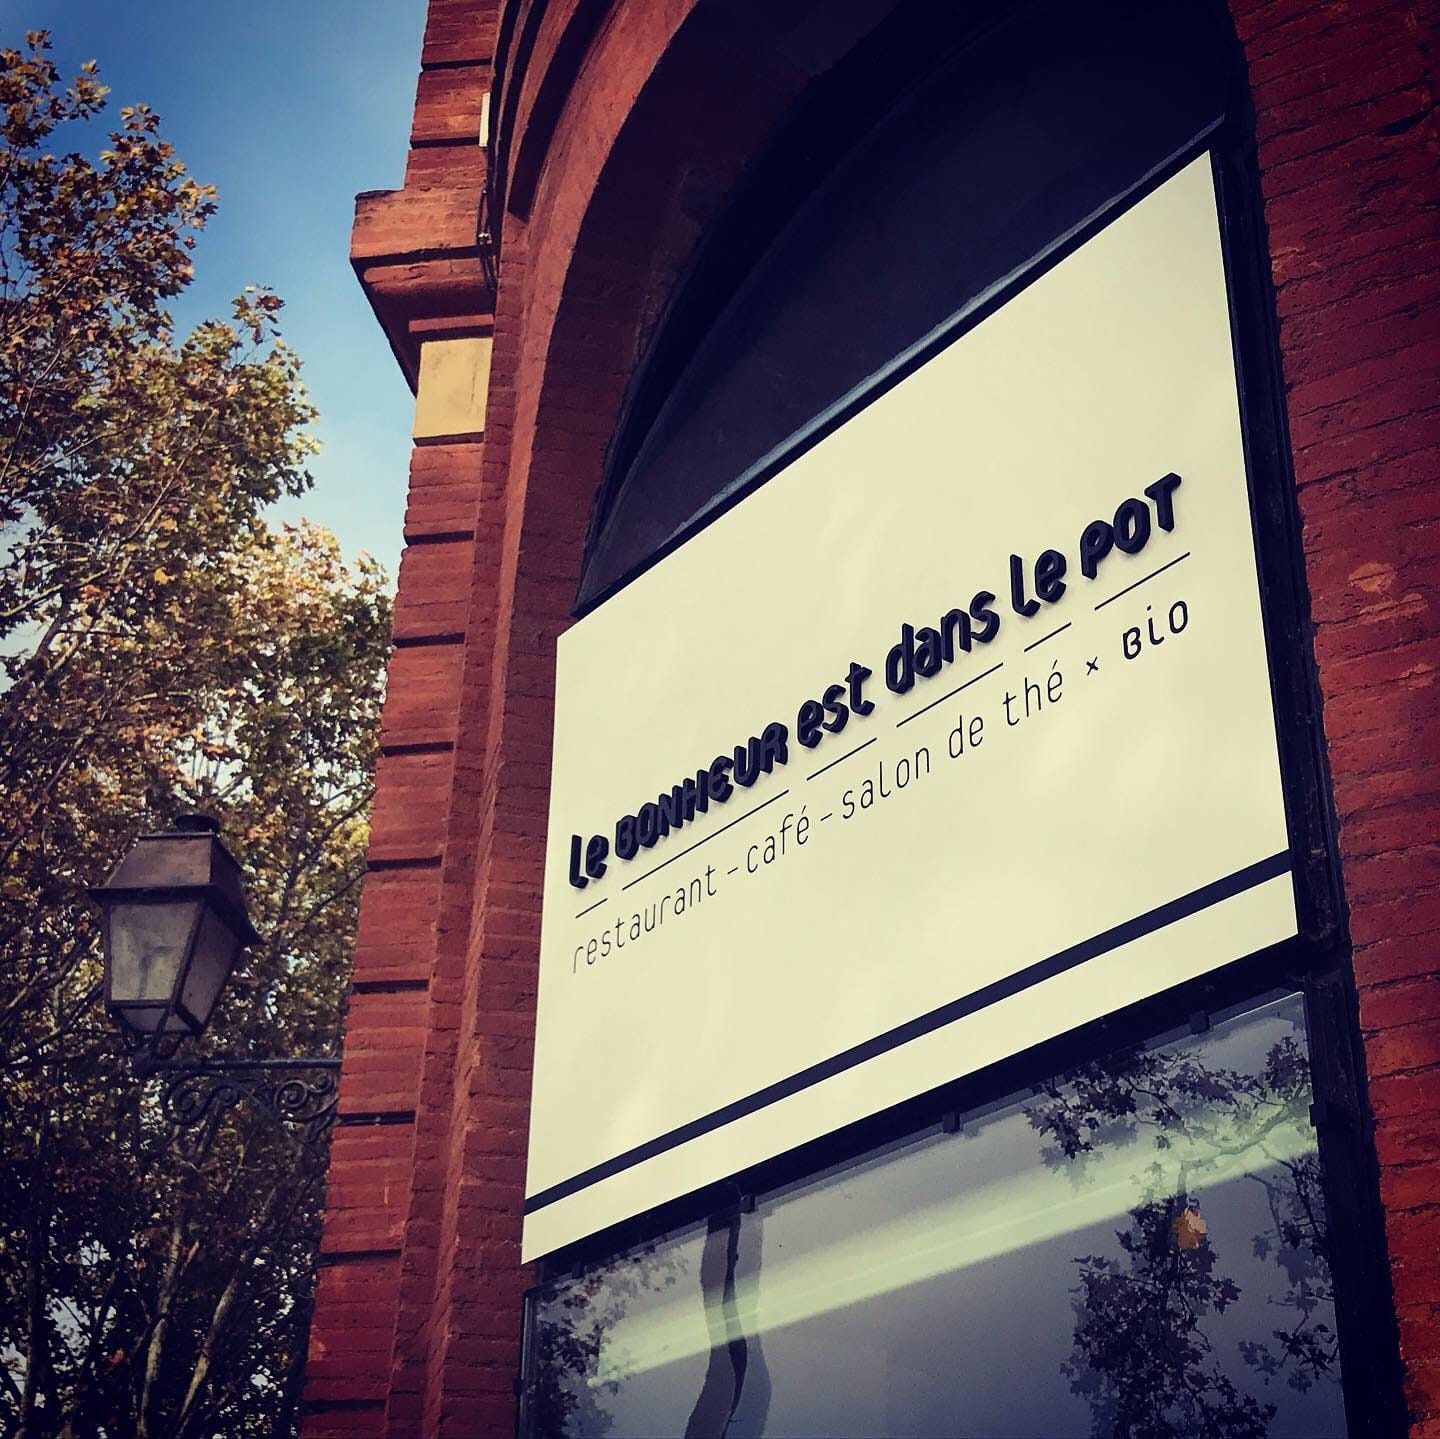 le BONHEUR est dans le POT
restaurant - café - salon de thé × BiO